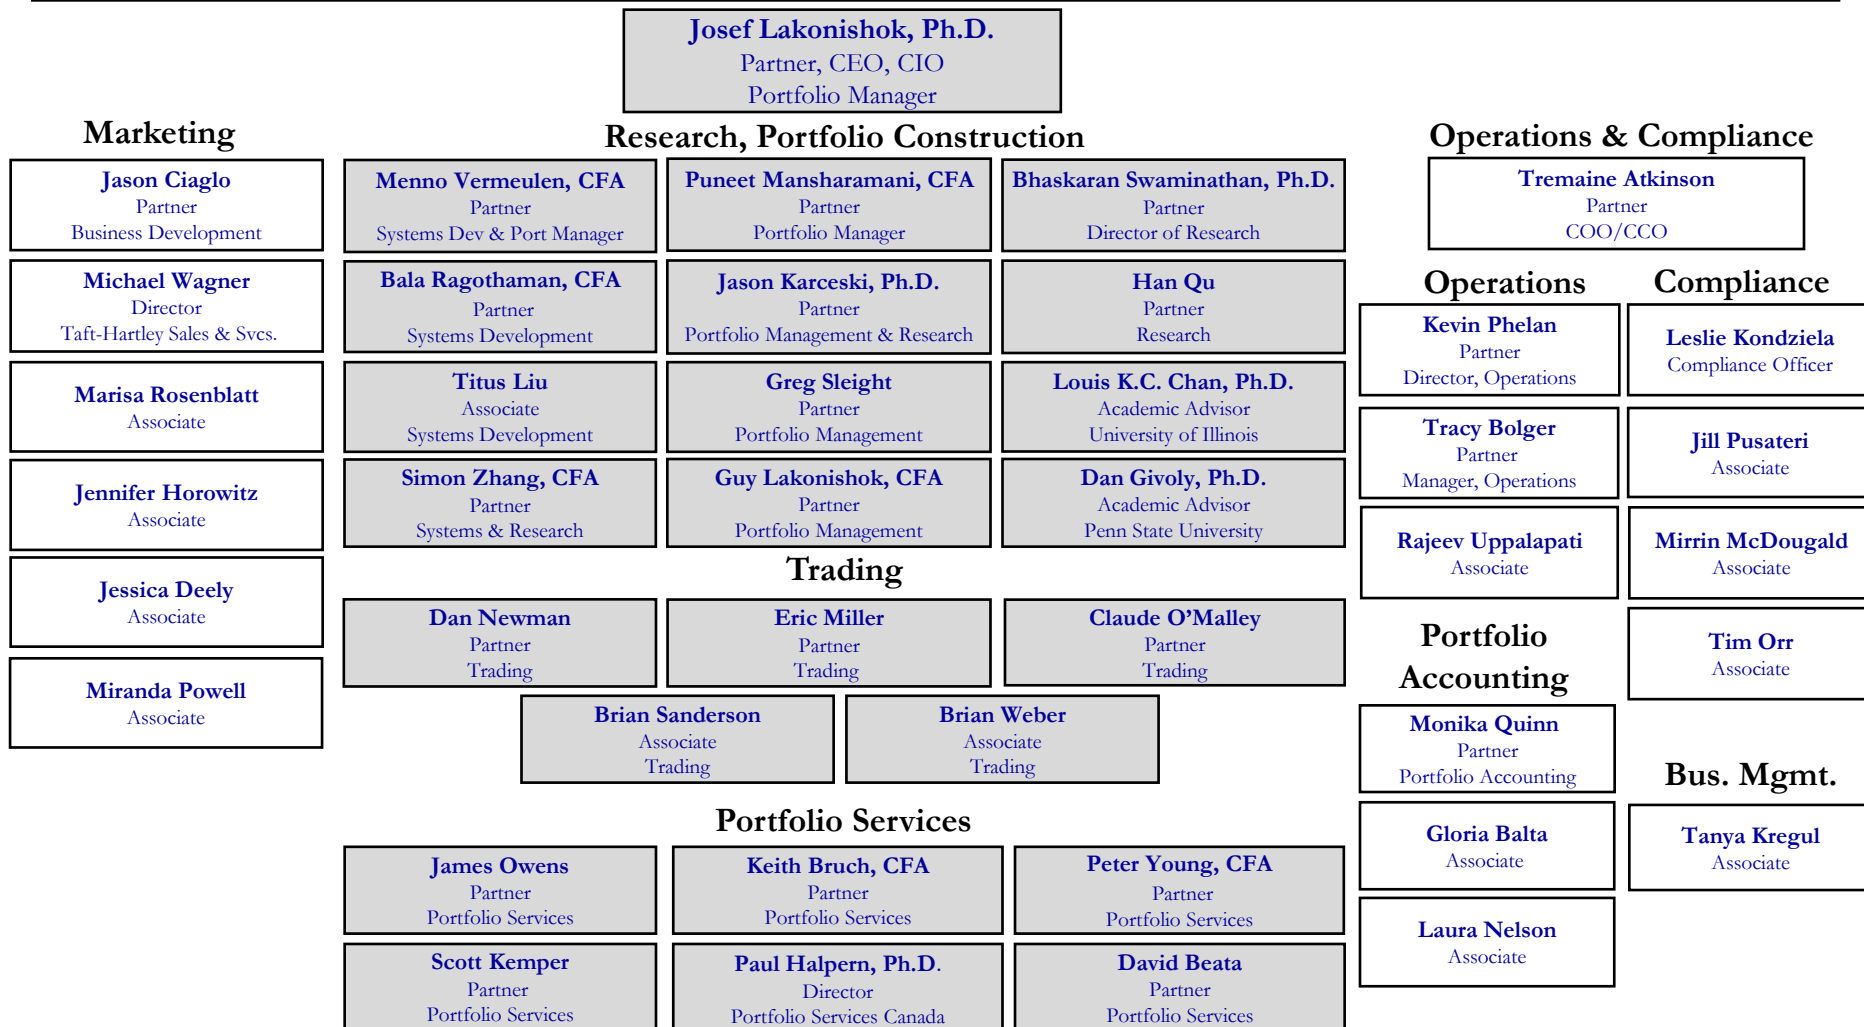 Josef Lakonishok, Ph.D.
Partner, CEO, CIO
Portfolio Manager
Marketing
Jason Ciaglo
Partner
Business Development
Michael Wagner
Director
Taft-Hartley Sales & Svcs.
Marisa Rosenblatt
Associate
Jennifer Horowitz
Associate
Jessica Deely
Associate
Miranda Powell
Associate
Research, Portfolio Construction
Menno Vermeulen, CFA
Partner
Systems Dev & Port Manager
Puneet Mansharamani, CFA
Partner
Portfolio Manager
Bhaskaran Swaminathan, Ph.D.
Partner
Director of Research
Bala Ragothaman, CFA
Partner
Systems Development
Jason Karceski, Ph.D.
Partner
Portfolio Management & Research
Han Qu
Partner
Research
Titus Liu
Associate
Systems Development
Greg Sleight
Partner
Portfolio Management
Louis K.C. Chan, Ph.D.
Academic Advisor
University of Illinois
Simon Zhang, CFA
Partner
Systems & Research
Guy Lakonishok, CFA
Partner
Portfolio Management
Dan Givoly, Ph.D.
Academic Advisor
Penn State University
Trading
Dan Newman
Partner
Trading
Eric Miller
Partner
Trading
Claude O’Malley
Partner
Trading
Brian Sanderson
Associate
Trading
Brian Weber
Associate
Trading
Portfolio Services
James Owens
Partner
Portfolio Services
Keith Bruch, CFA
Partner
Portfolio Services
Peter Young, CFA
Partner
Portfolio Services
Scott Kemper
Partner
Portfolio Services
Paul Halpern, Ph.D.
Director
Portfolio Services Canada
David Beata
Partner
Portfolio Services
Operations & Compliance
Tremaine Atkinson
Partner
COO/CCO
Operations
Kevin Phelan
Partner
Director, Operations
Tracy Bolger
Partner
Manager, Operations
Rajeev Uppalapati
Associate
Portfolio
Accounting
Monika Quinn
Partner
Portfolio Accounting
Gloria Balta
Associate
Laura Nelson
Associate
Compliance
Leslie Kondziela
Compliance Officer
Jill Pusateri
Associate
Mirrin McDougald
Associate
Tim Orr
Associate
Bus. Mgmt.
Tanya Kregul
Associate